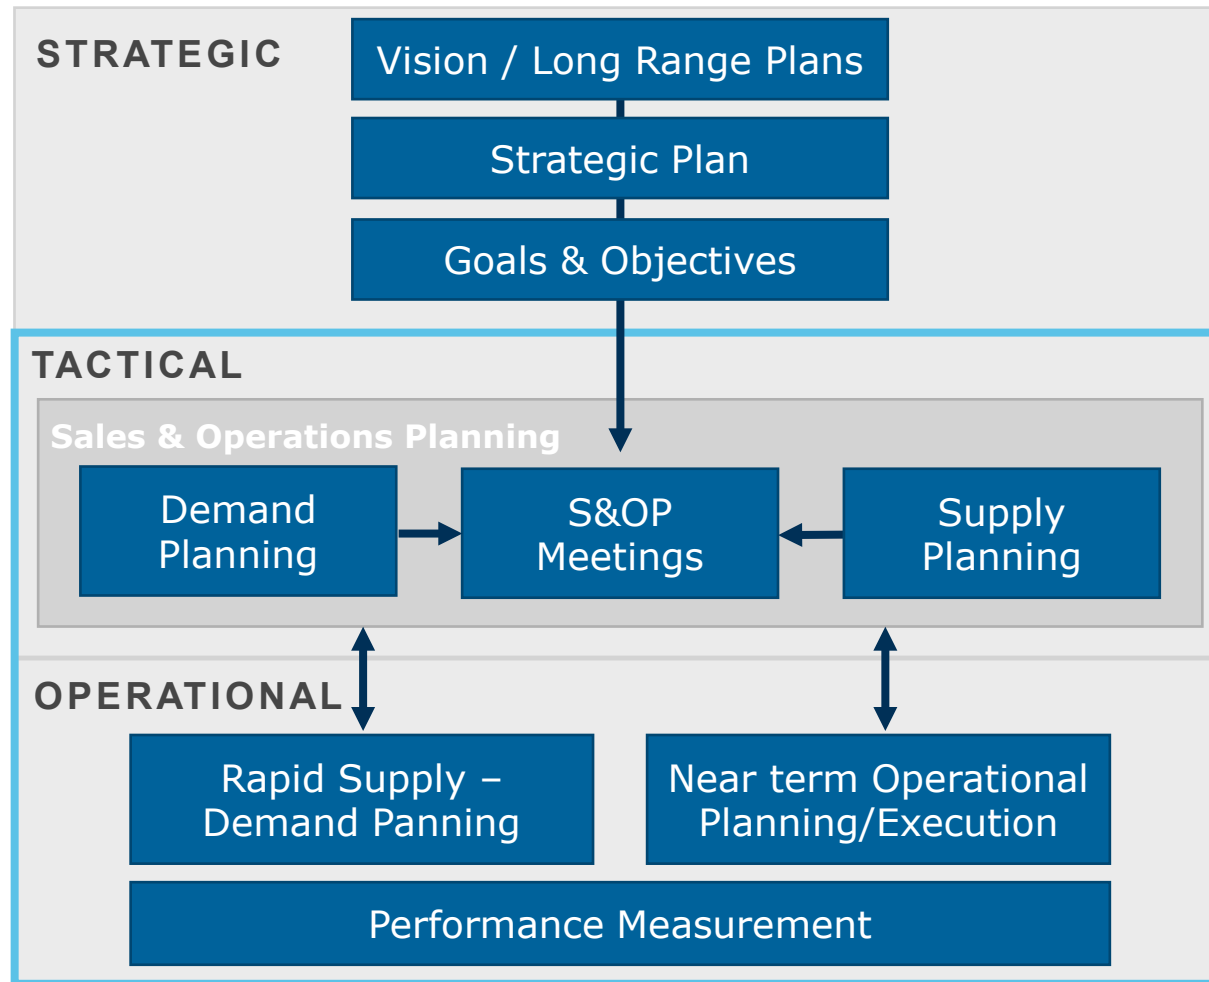 STRATEGIC
Vision / Long Range Plans
Strategic Plan
Goals & Objectives
TACTICAL
Sales & Operations Planning
Demand
Planning
S&OP
Meetings
Supply
Planning
OPERATIONAL
Rapid Supply –
Demand Panning
Near term Operational
Planning/Execution
Performance Measurement